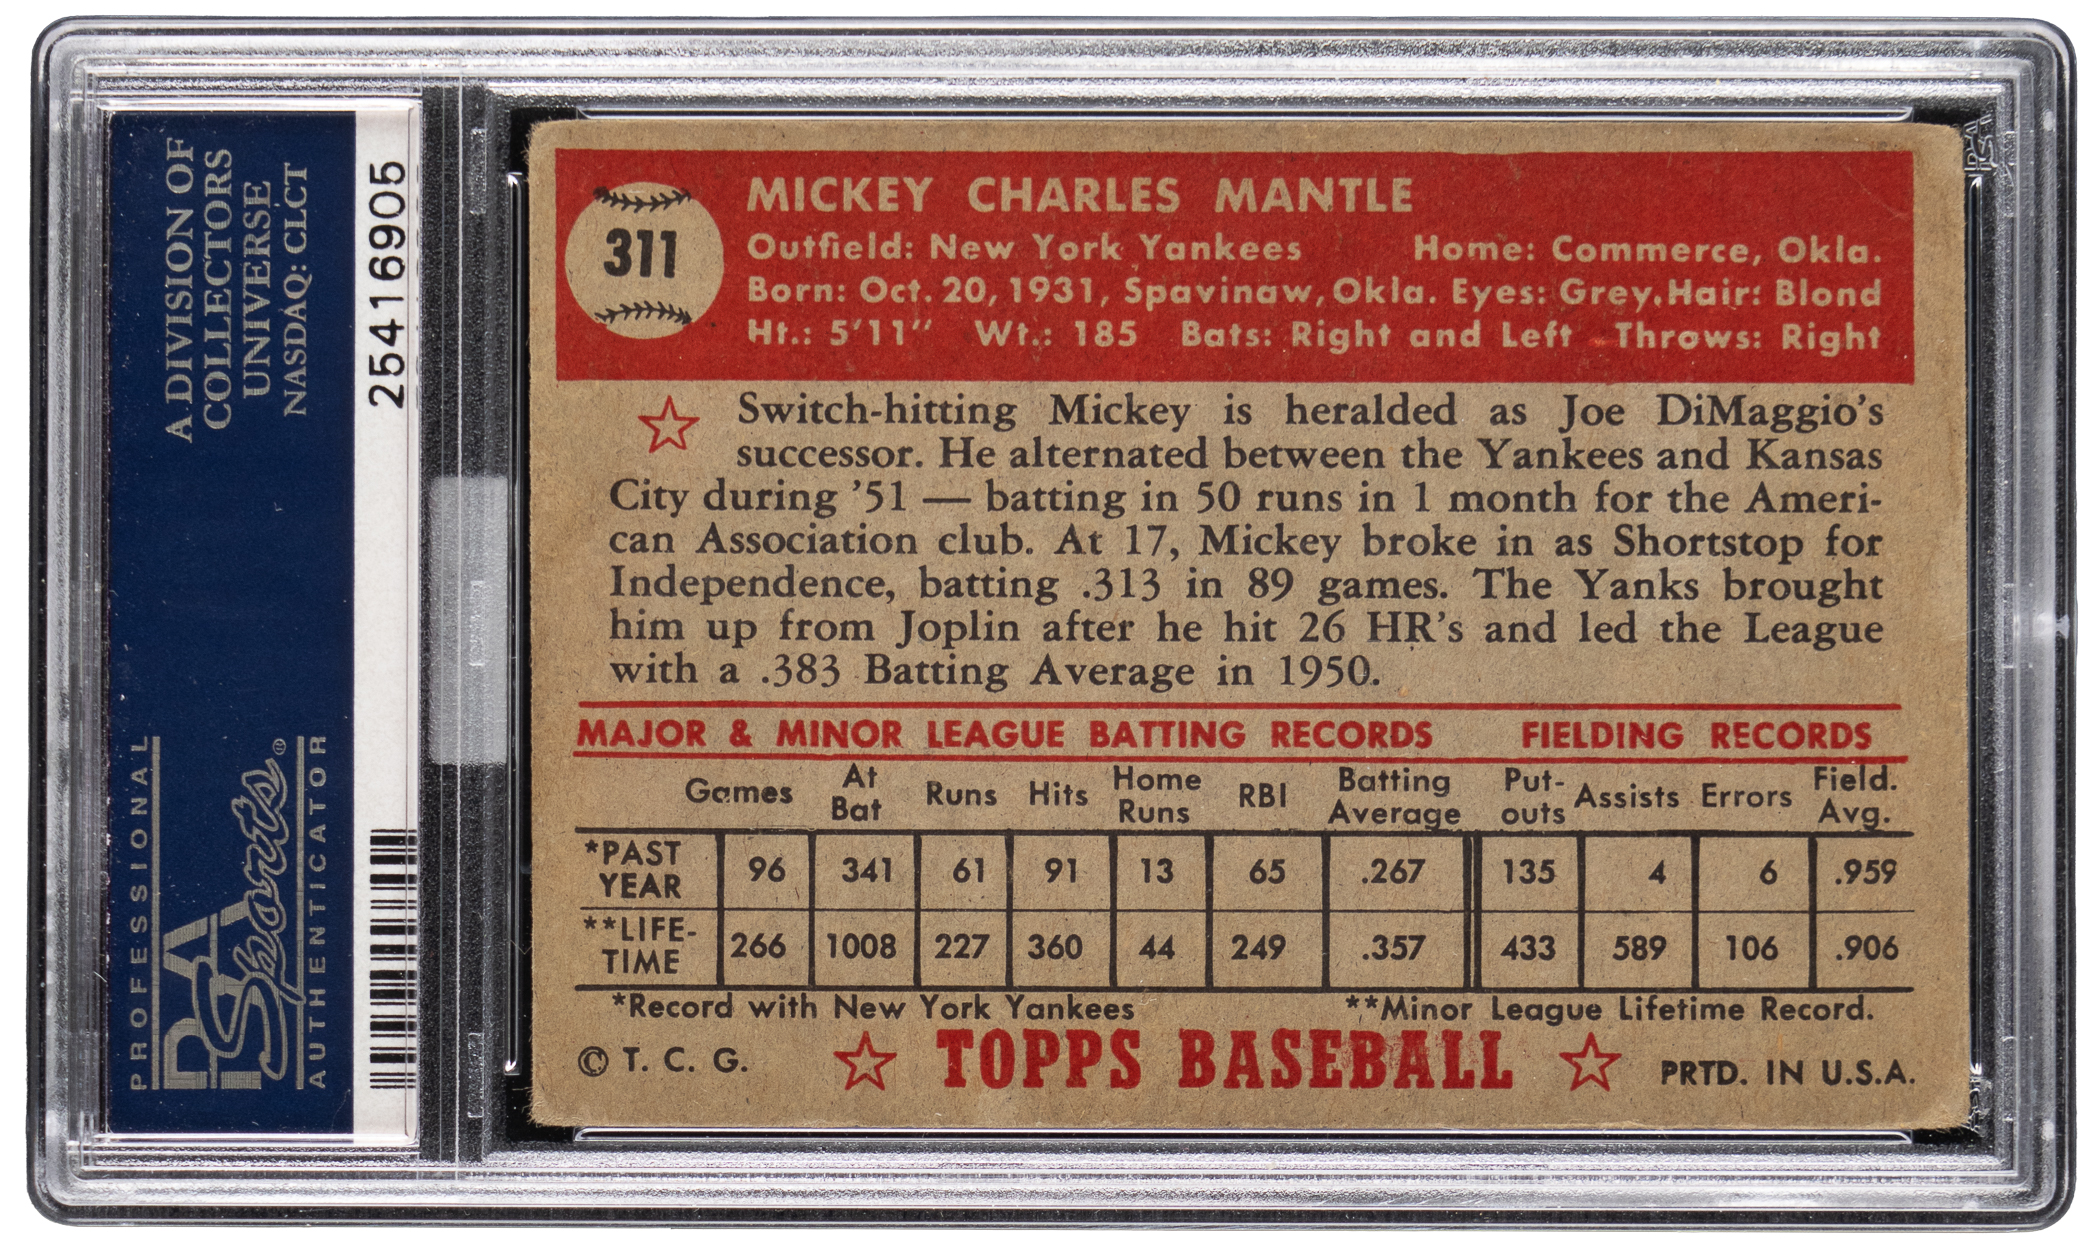 A DIVISION OF
COLLECTORS
UNIVERSE
NASDAQ: CLCT
PROFESSIONAL
PSA
Sports®
AUTHENTICATOR
25416905
311
MICKEY CHARLES MANTLE
Outfield: New York Yankees Home: Commerce, Okla.
Born: Oct. 20, 1931, Spavinaw, Okla. Eyes: Grey, Hair: Blond
Ht.: 5'11" Wt.: 185 Bats: Right and Left Throws: Right
Switch-hitting Mickey is heralded as Joe DiMaggio's
successor. He alternated between the Yankees and Kansas
City during '51 — batting in 50 runs in 1 month for the Ameri-
can Association club. At 17, Mickey broke in as Shortstop for
Independence, batting .313 in 89 games. The Yanks brought
him up from Joplin after he hit 26 HR's and led the League
with a .383 Batting Average in 1950.
MAJOR & MINOR LEAGUE BATTING RECORDS FIELDING RECORDS
Games At Bat Runs Hits Home Runs RBI Batting Average Put-outs Assists Errors Field. Avg.
*PAST YEAR 96 341 61 91 13 65 .267 135 4 6 .959
**LIFE-TIME 266 1008 227 360 44 249 .357 433 589 106 .906
*Record with New York Yankees **Minor League Lifetime Record.
© T. C. G. TOPPS BASEBALL PRTD. IN U.S.A.